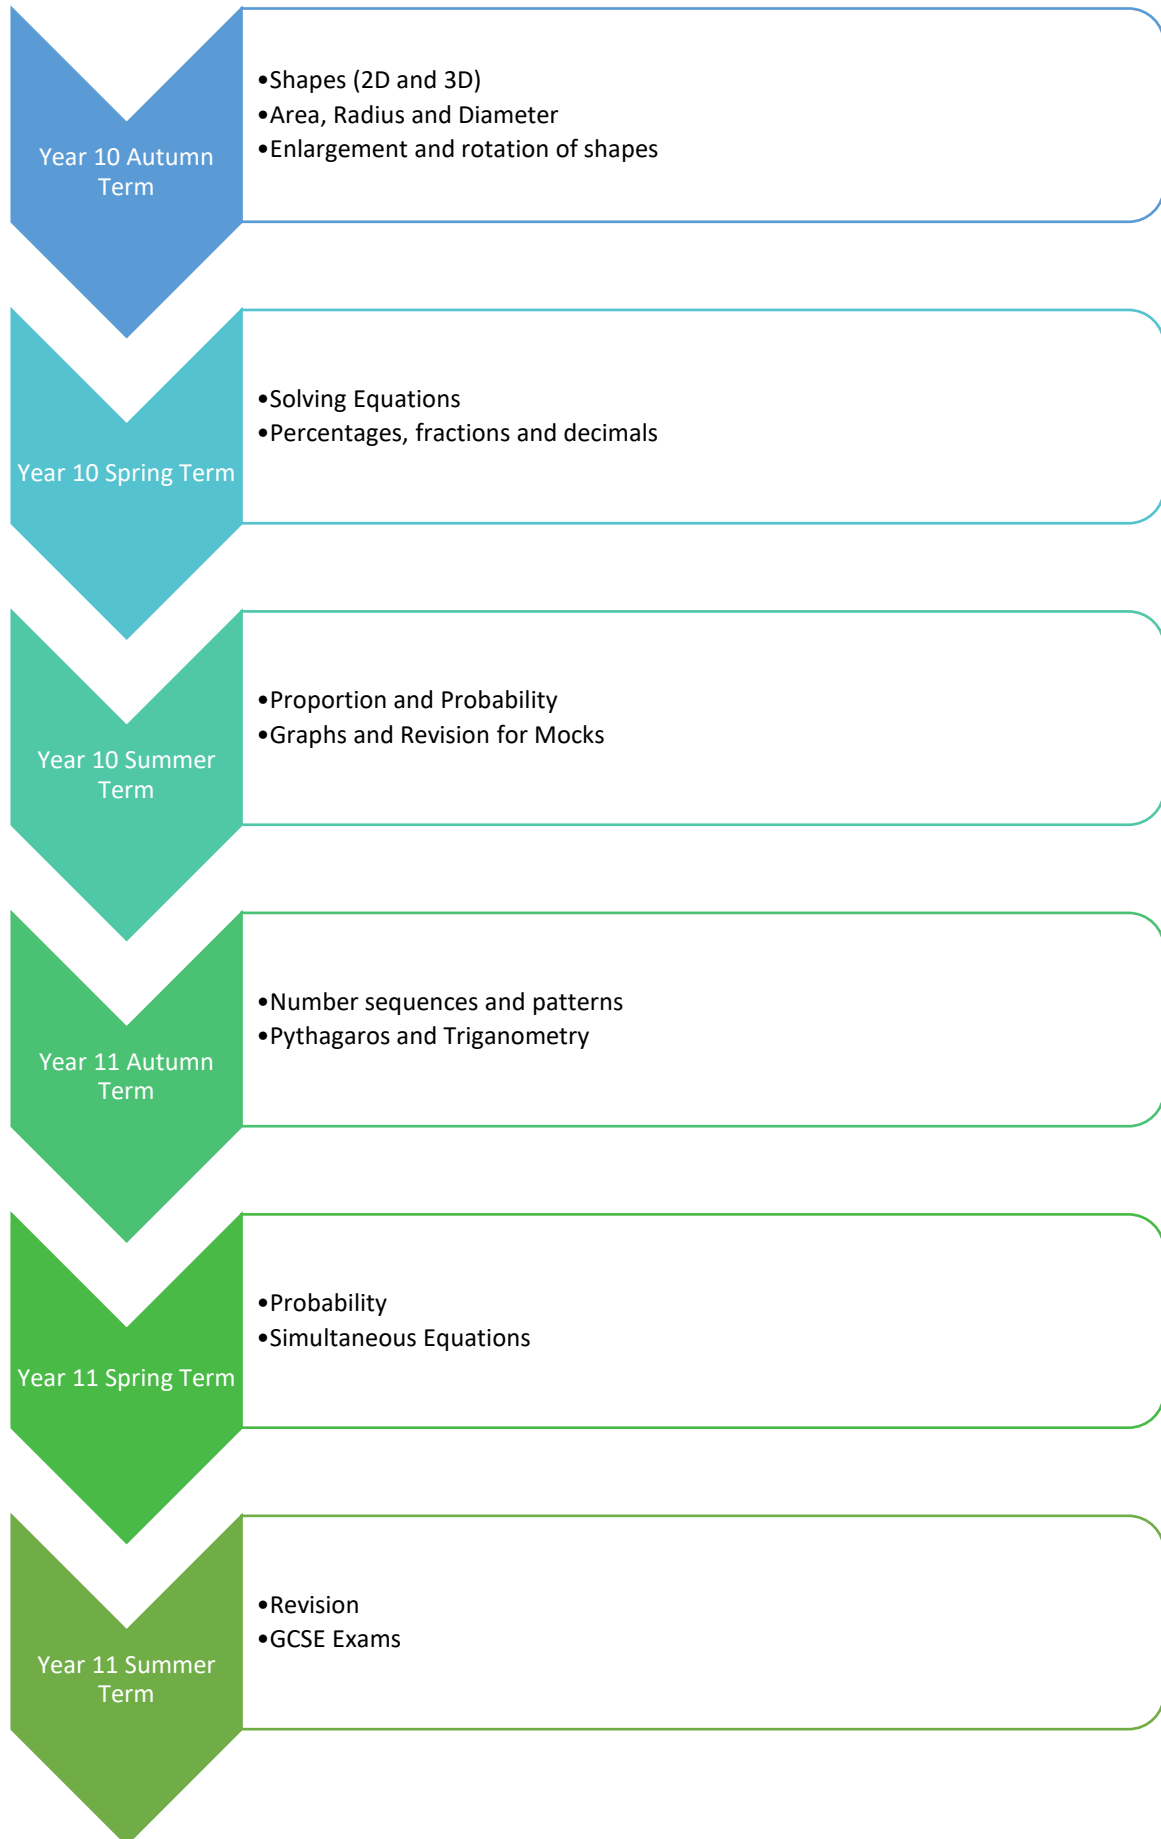 Year 10 Autumn
Term
•Shapes (2D and 3D)
•Area, Radius and Diameter
•Enlargement and rotation of shapes
Year 10 Spring Term
•Solving Equations
•Percentages, fractions and decimals
Year 10 Summer
Term
•Proportion and Probability
•Graphs and Revision for Mocks
Year 11 Autumn
Term
•Number sequences and patterns
•Pythagaros and Triganometry
Year 11 Spring Term
•Probability
•Simultaneous Equations
Year 11 Summer
Term
•Revision
•GCSE Exams